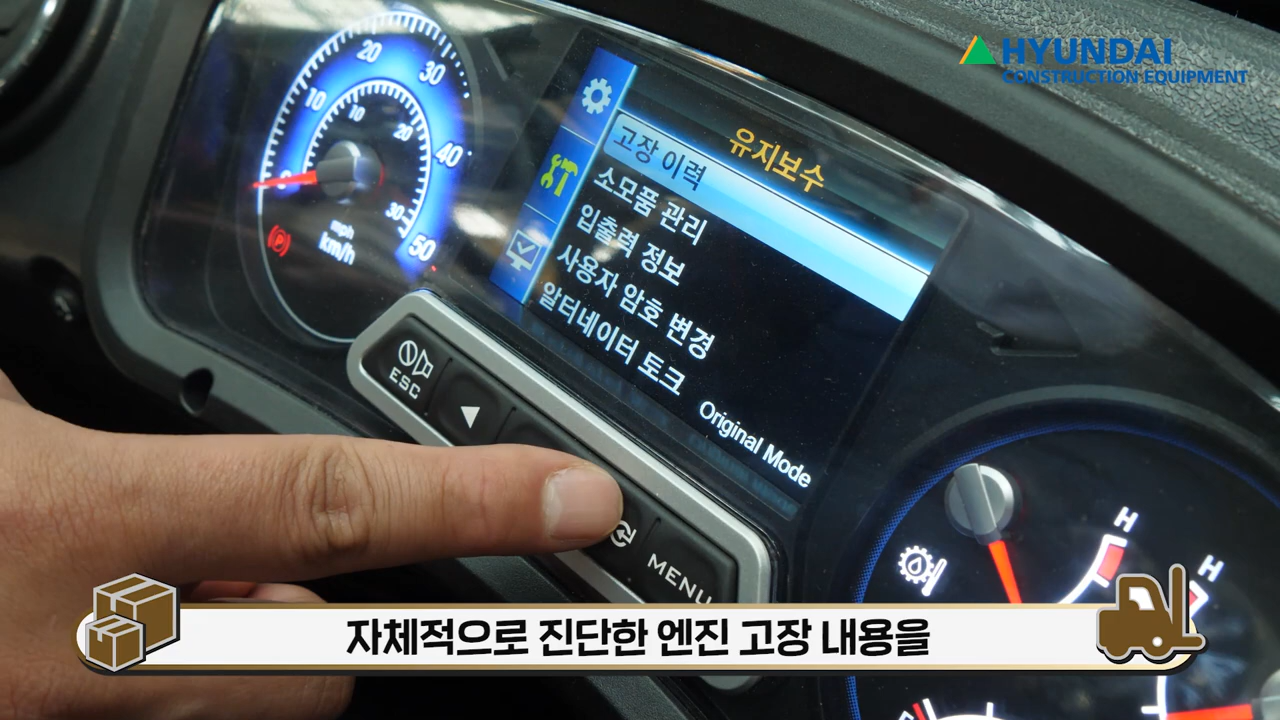 HYUNDAI
CONSTRUCTION EQUIPMENT
10
20
30
40
50
0
10
20
30
mph
km/h
P
유지보수
고장 이력
소모품 관리
입출력 정보
사용자 암호 변경
알터네이터 토크
Original Mode
ESC
MENU
H
H
자체적으로 진단한 엔진 고장 내용을